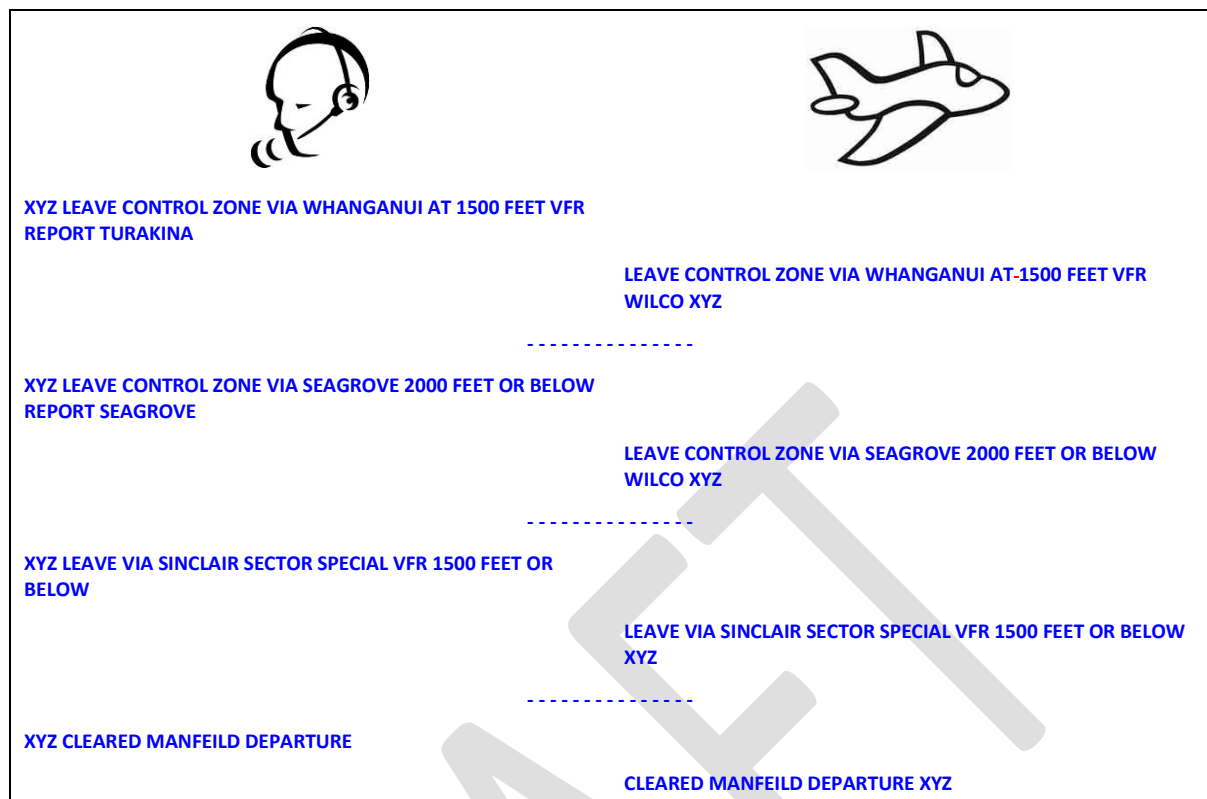 XYZ LEAVE CONTROL ZONE VIA WHANGANUI AT 1500 FEET VFR
REPORT TURAKINA
LEAVE CONTROL ZONE VIA WHANGANUI AT-1500 FEET VFR
WILCO XYZ
- - - - - - - - - - - - - - -
XYZ LEAVE CONTROL ZONE VIA SEAGROVE 2000 FEET OR BELOW
REPORT SEAGROVE
LEAVE CONTROL ZONE VIA SEAGROVE 2000 FEET OR BELOW
WILCO XYZ
- - - - - - - - - - - - - - -
XYZ LEAVE VIA SINCLAIR SECTOR SPECIAL VFR 1500 FEET OR
BELOW
LEAVE VIA SINCLAIR SECTOR SPECIAL VFR 1500 FEET OR BELOW
XYZ
- - - - - - - - - - - - - - -
XYZ CLEARED MANFEILD DEPARTURE
CLEARED MANFEILD DEPARTURE XYZ